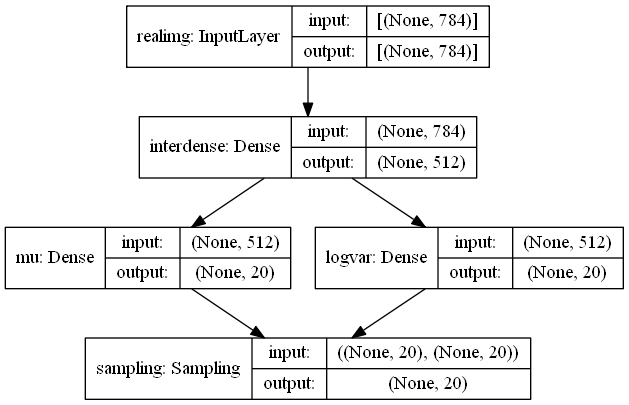 realimg: InputLayer
input: [(None, 784)]
output: [(None, 784)]
interdense: Dense
input: (None, 784)
output: (None, 512)
mu: Dense
input: (None, 512)
output: (None, 20)
logvar: Dense
input: (None, 512)
output: (None, 20)
sampling: Sampling
input: ((None, 20), (None, 20))
output: (None, 20)